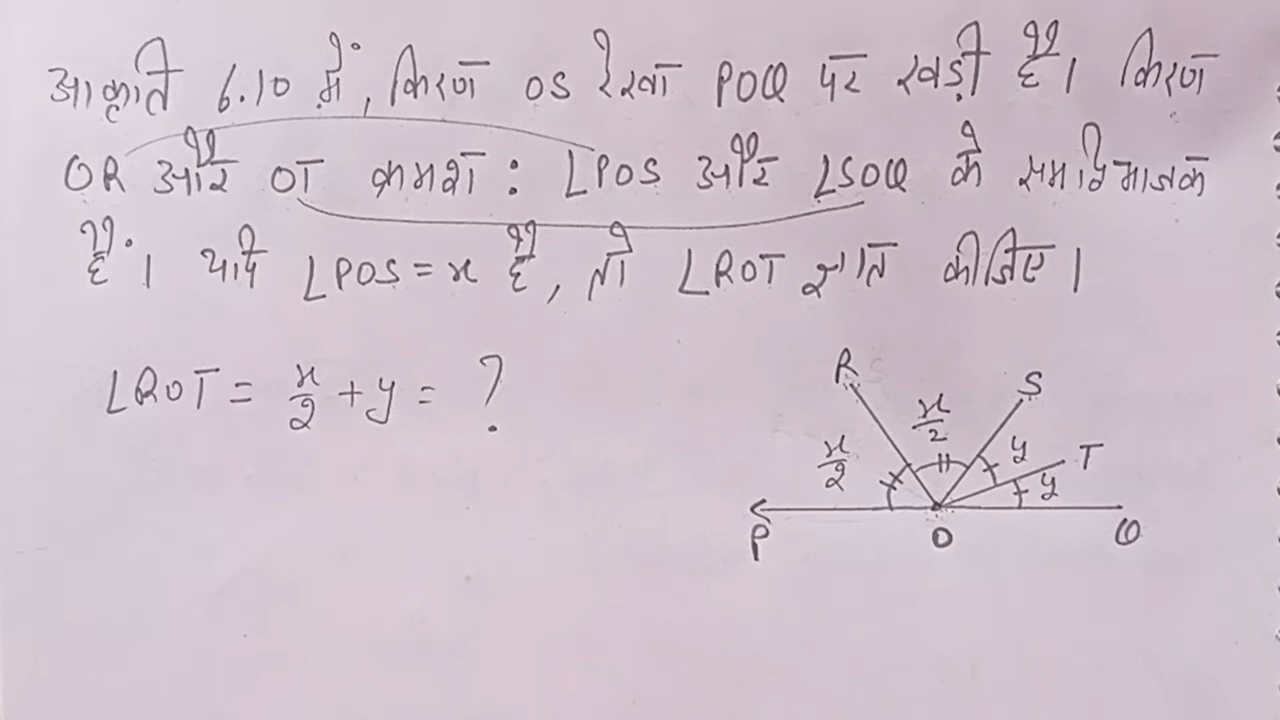 आकृति 6.10 में, किरण OS रेखा POQ पर खड़ी है। किरण
OR और OT क्रमशः : ∠POS और ∠SOQ के समद्विभाजक
हैं। यदि ∠POS = x है, तो ∠ROT ज्ञात कीजिए।
∠ROT = x/2 + y = ?
R S
x/2
x/2 y T
y
P O Q